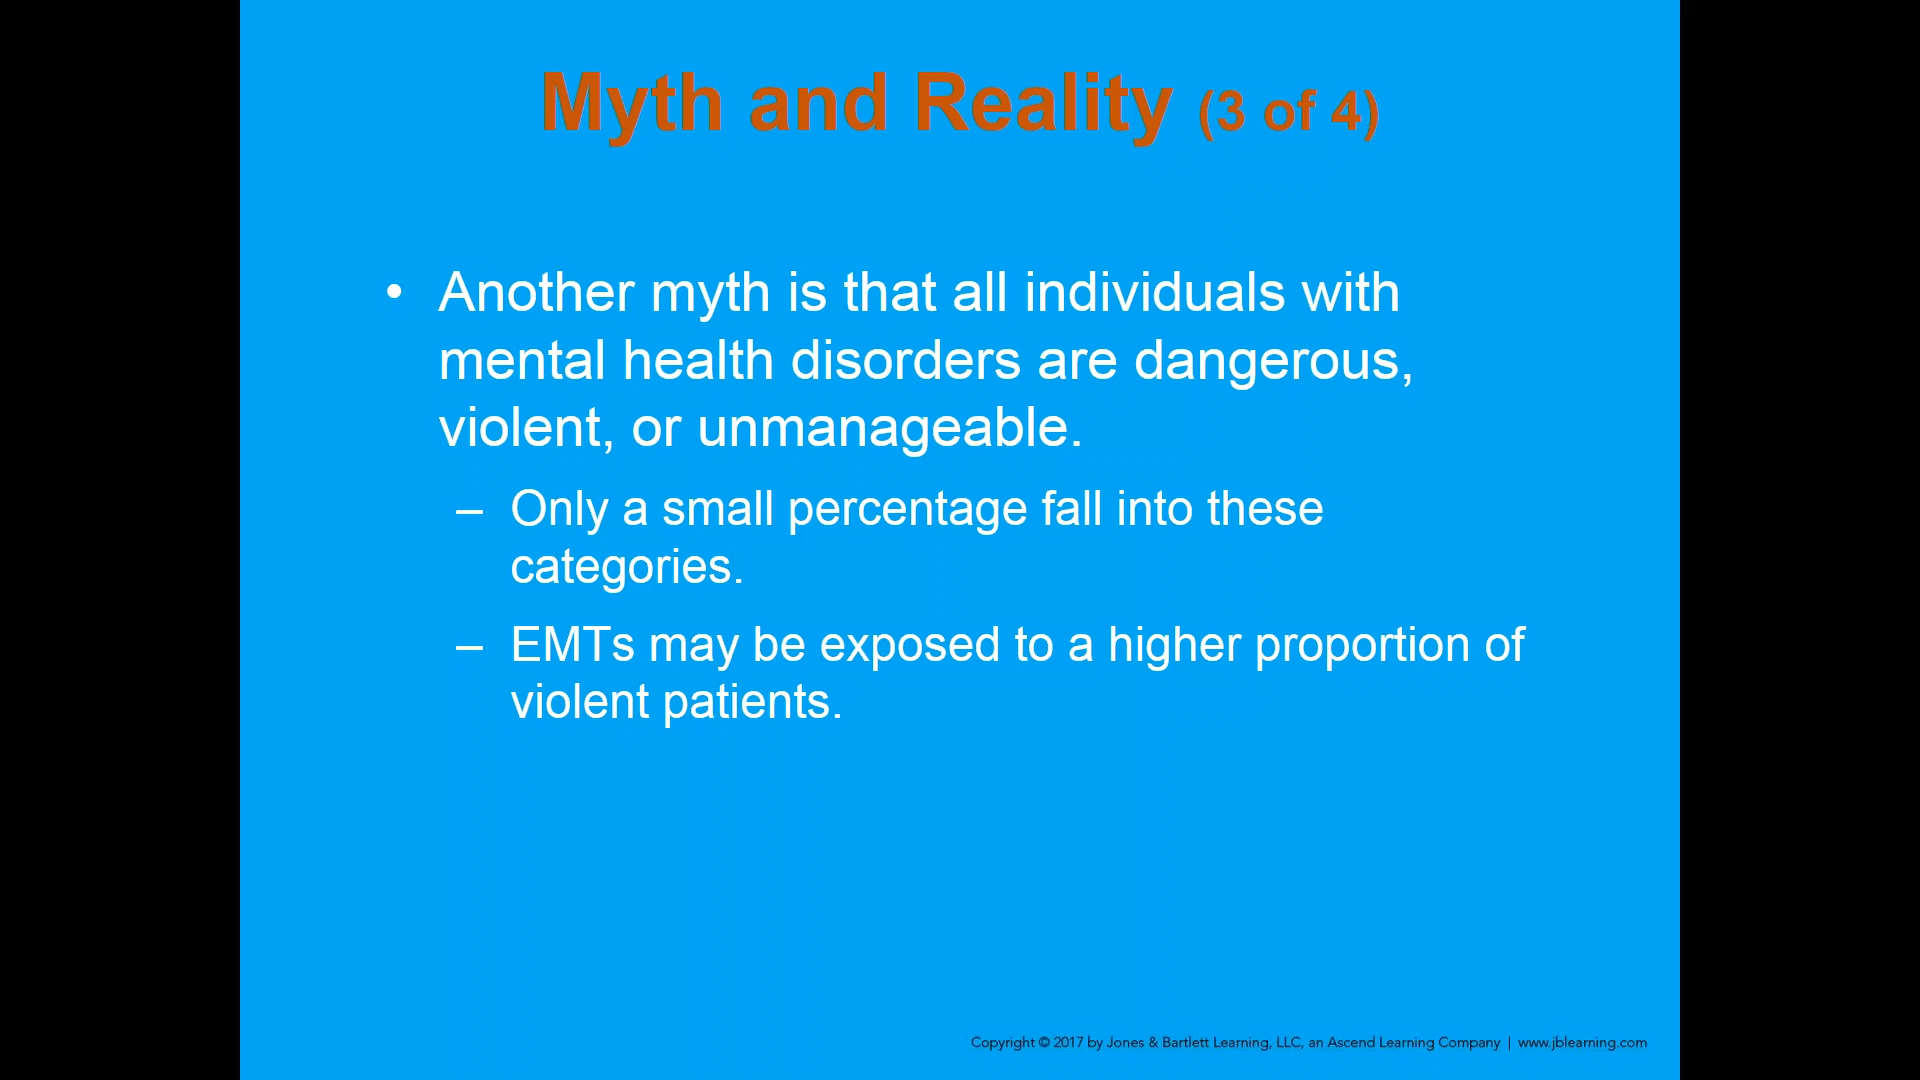 Myth and Reality (3 of 4)
• Another myth is that all individuals with
mental health disorders are dangerous,
violent, or unmanageable.
– Only a small percentage fall into these
categories.
– EMTs may be exposed to a higher proportion of
violent patients.
Copyright © 2017 by Jones & Bartlett Learning, LLC, an Ascend Learning Company | www.jblearning.com